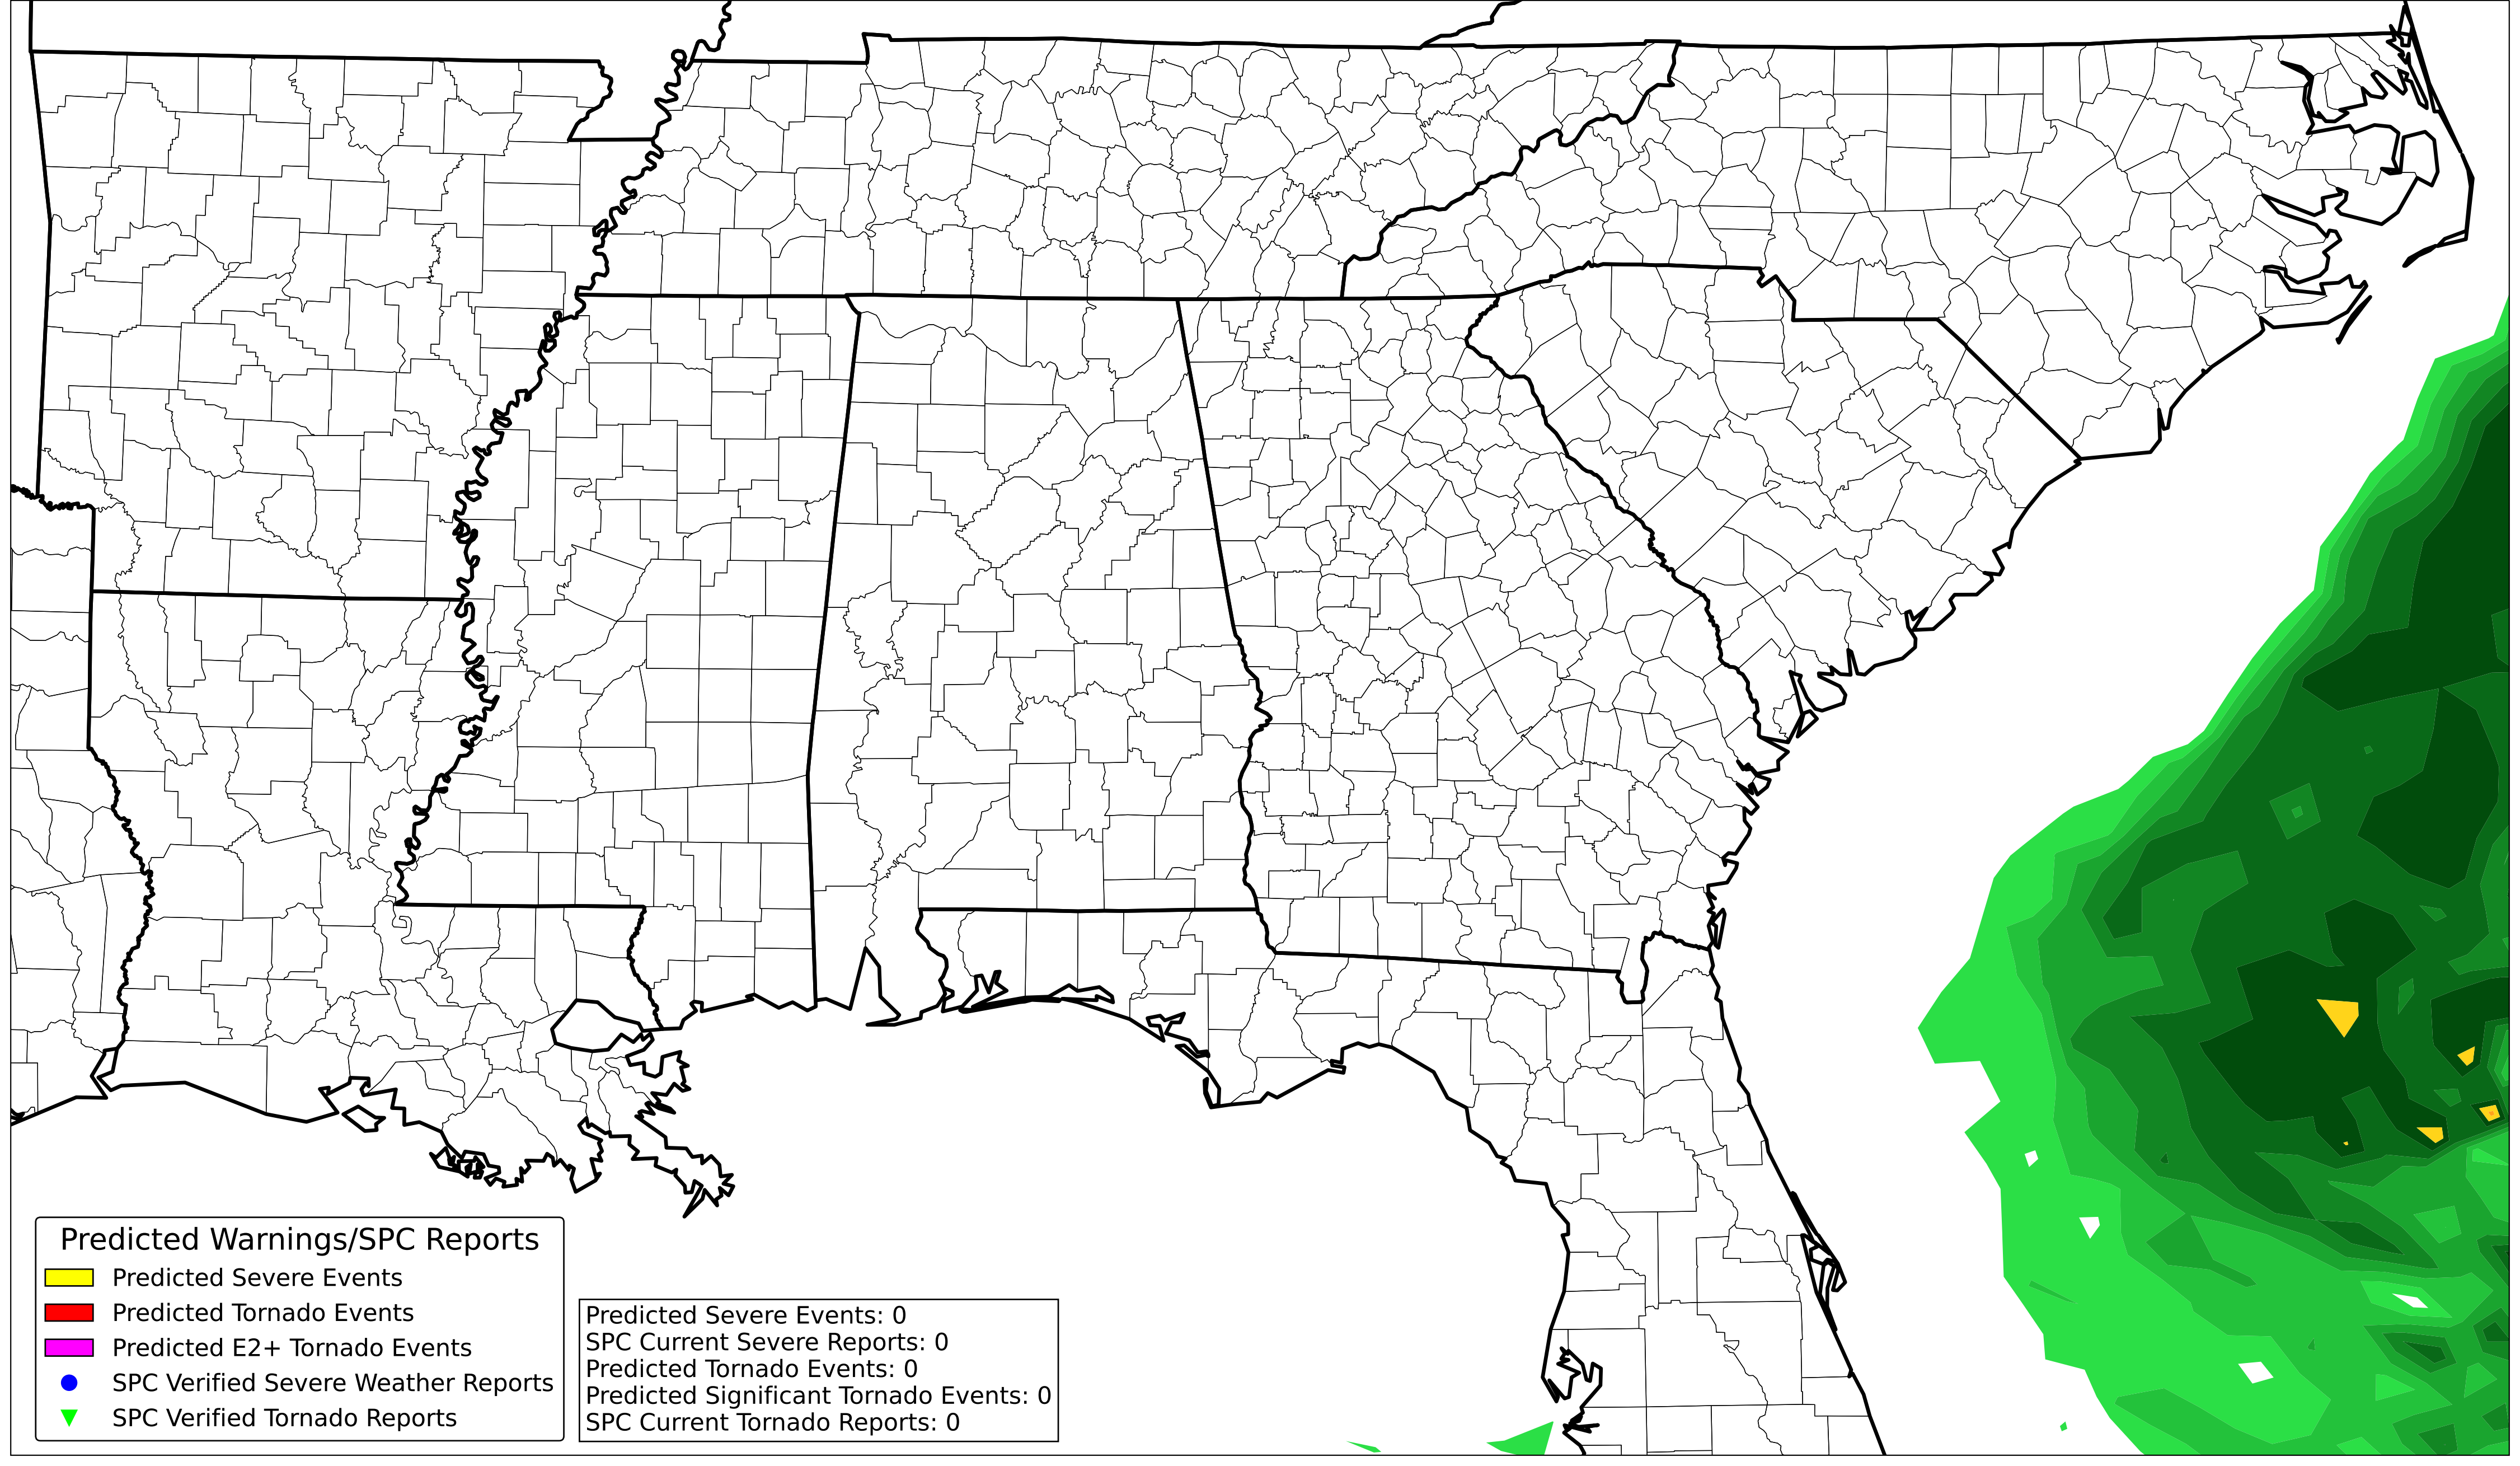 Predicted Warnings/SPC Reports
Predicted Severe Events
Predicted Tornado Events
Predicted E2+ Tornado Events
SPC Verified Severe Weather Reports
SPC Verified Tornado Reports
Predicted Severe Events: 0
SPC Current Severe Reports: 0
Predicted Tornado Events: 0
Predicted Significant Tornado Events: 0
SPC Current Tornado Reports: 0